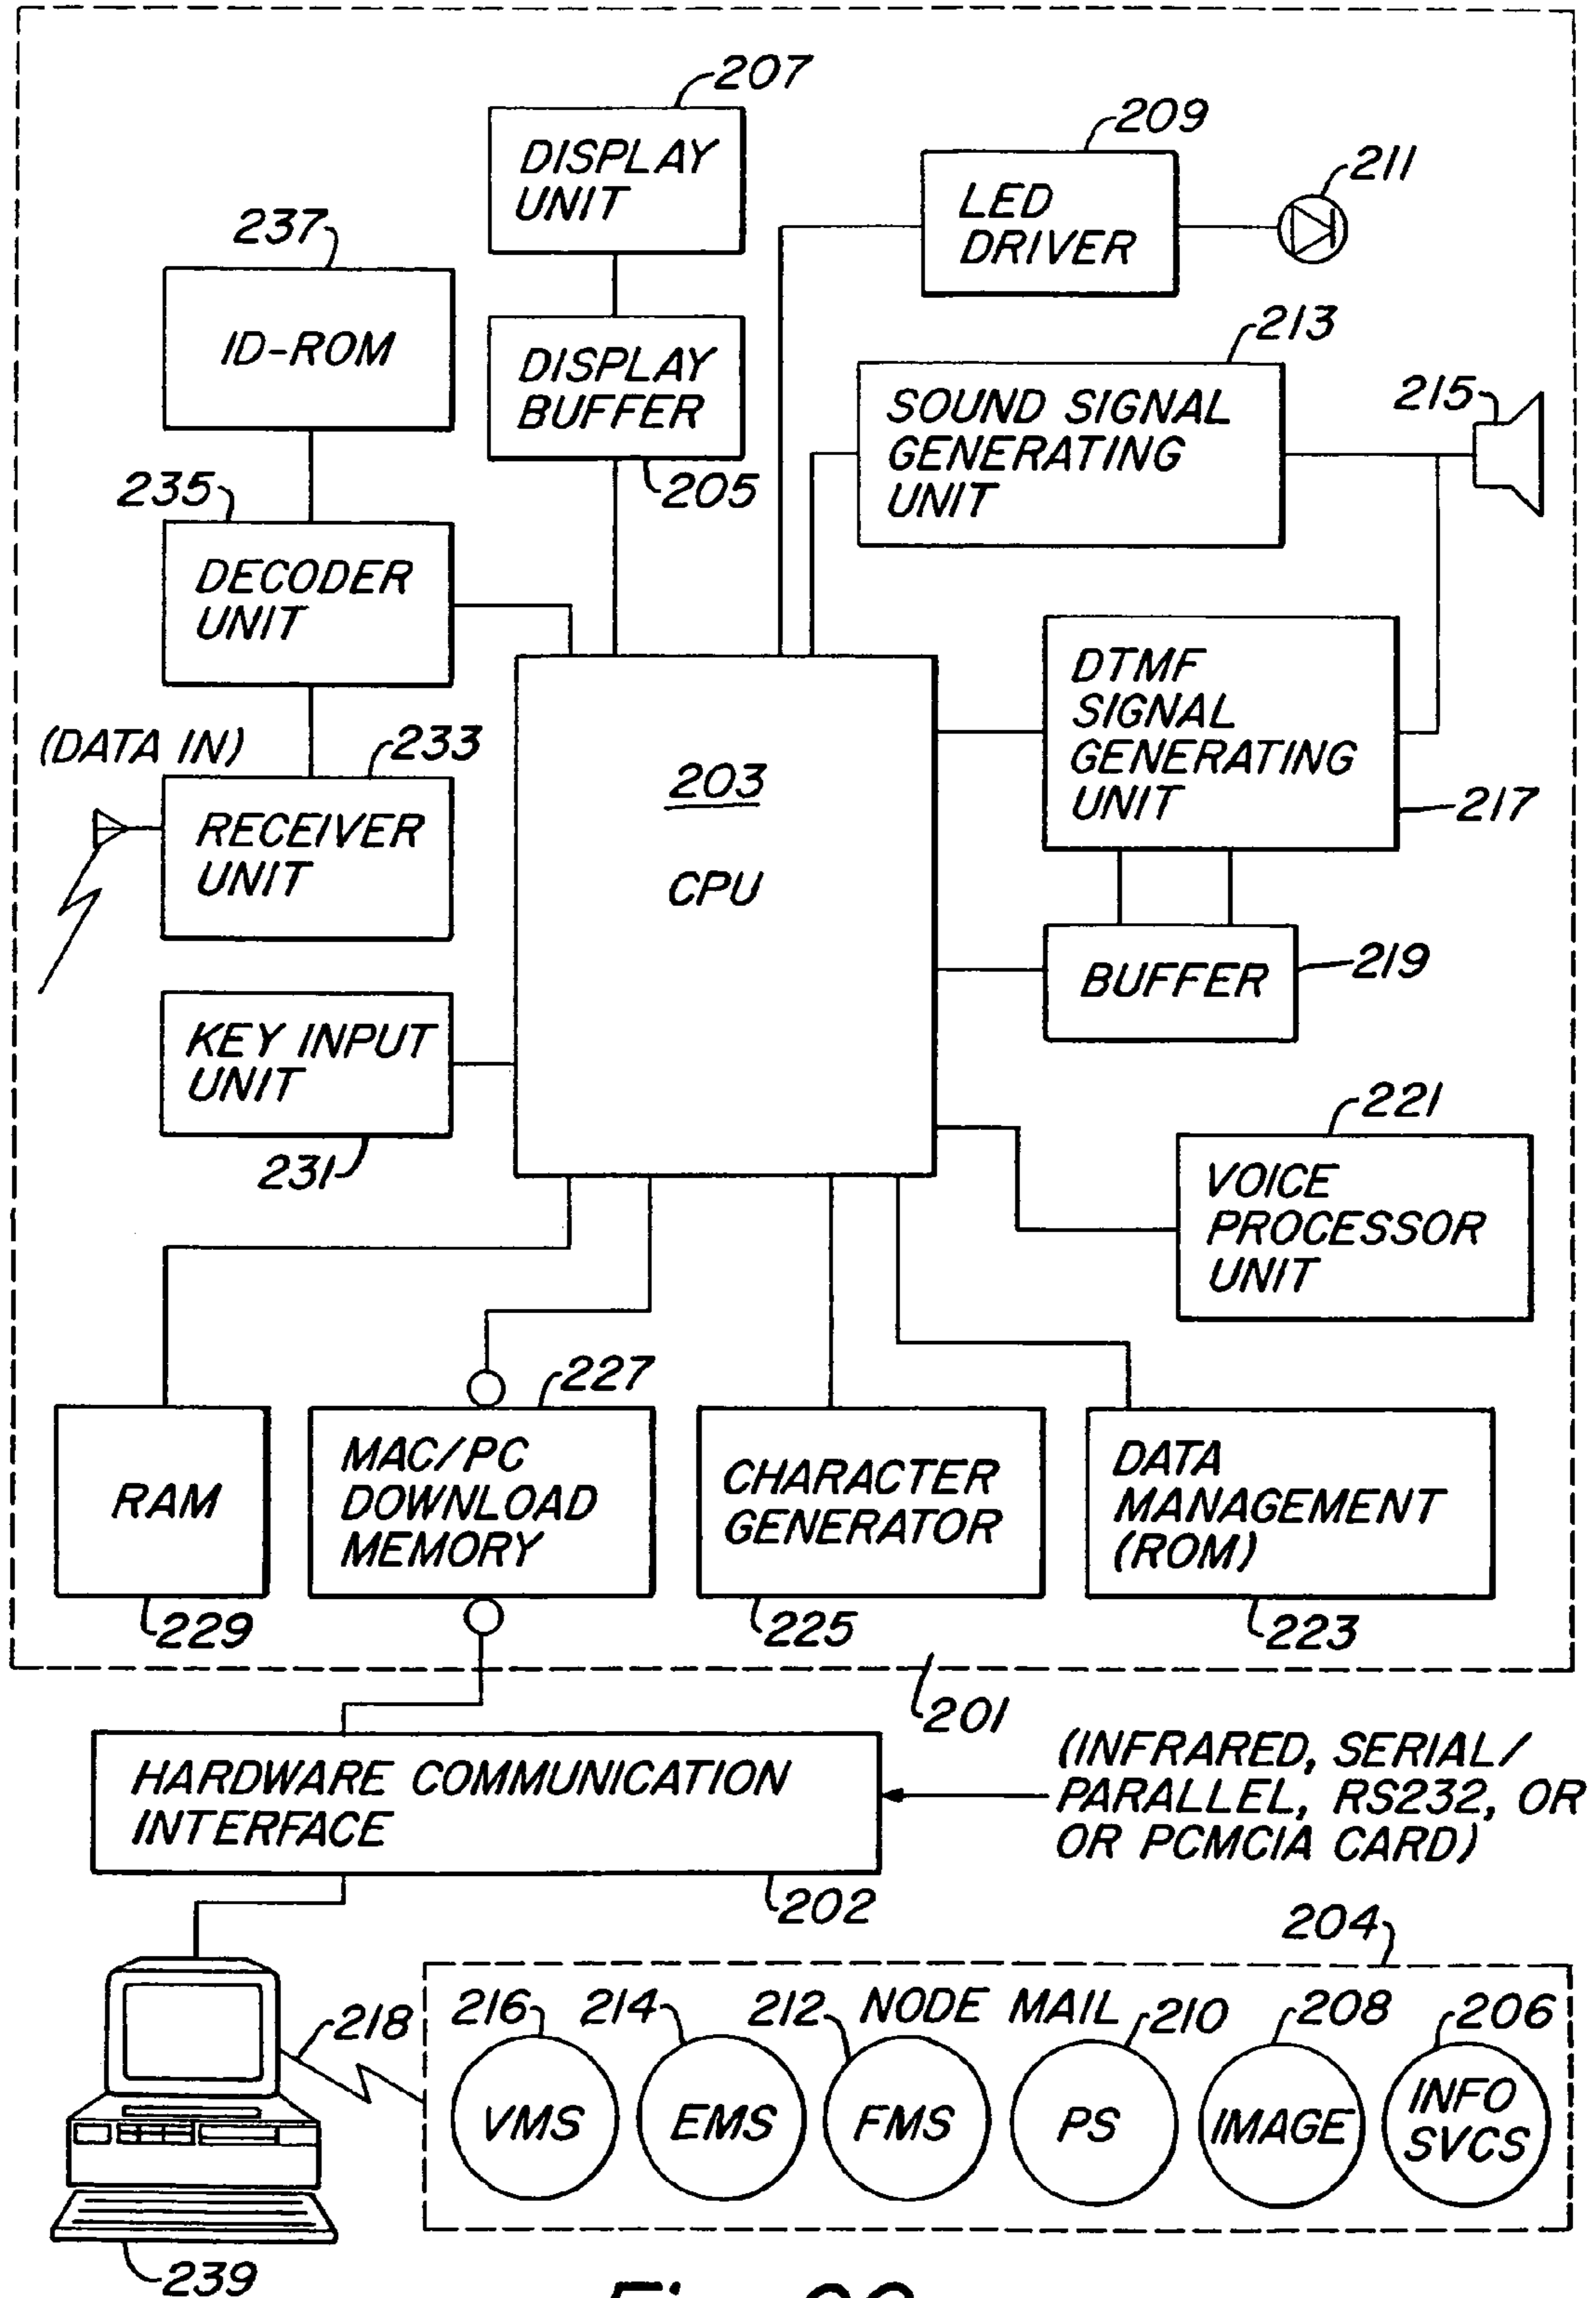 207
DISPLAY
UNIT
209
LED
DRIVER
211
237
ID-ROM
DISPLAY
BUFFER
205
213
SOUND SIGNAL
GENERATING
UNIT
215
235
DECODER
UNIT
(DATA IN)
233
RECEIVER
UNIT
203
CPU
DTMF
SIGNAL
GENERATING
UNIT
217
BUFFER
219
KEY INPUT
UNIT
231
221
VOICE
PROCESSOR
UNIT
RAM
229
227
MAC/PC
DOWNLOAD
MEMORY
CHARACTER
GENERATOR
225
DATA
MANAGEMENT
(ROM)
223
201
HARDWARE COMMUNICATION
INTERFACE
202
(INFRARED, SERIAL/
PARALLEL, RS232, OR
OR PCMCIA CARD)
204
218
NODE MAIL
216
VMS
214
EMS
212
FMS
210
PS
208
IMAGE
206
INFO
SVCS
239